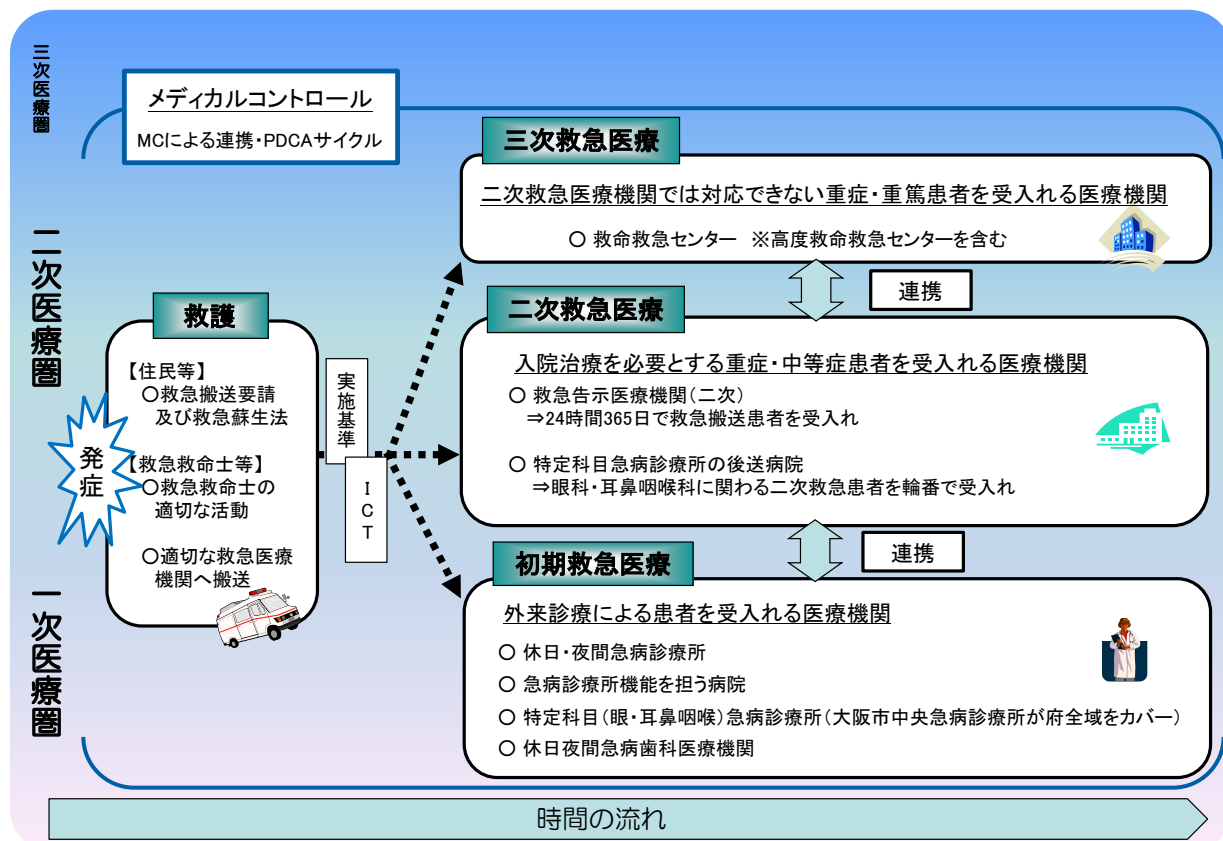 三次医療圏
メディカルコントロール
MCによる連携・PDCAサイクル
三次救急医療
二次救急医療機関では対応できない重症・重篤患者を受入れる医療機関
○ 救命救急センター ※高度救命救急センターを含む
連携
二次医療圏
救護
【住民等】
○救急搬送要請
及び救急蘇生法
【救急救命士等】
○救急救命士の
適切な活動
○適切な救急医療
機関へ搬送
発症
実施基準
ICT
二次救急医療
入院治療を必要とする重症・中等症患者を受入れる医療機関
○ 救急告示医療機関(二次)
⇒24時間365日で救急搬送患者を受入れ
○ 特定科目急病診療所の後送病院
⇒眼科・耳鼻咽喉科に関わる二次救急患者を輪番で受入れ
連携
一次医療圏
初期救急医療
外来診療による患者を受入れる医療機関
○ 休日・夜間急病診療所
○ 急病診療所機能を担う病院
○ 特定科目(眼・耳鼻咽喉)急病診療所(大阪市中央急病診療所が府全域をカバー)
○ 休日夜間急病歯科医療機関
時間の流れ